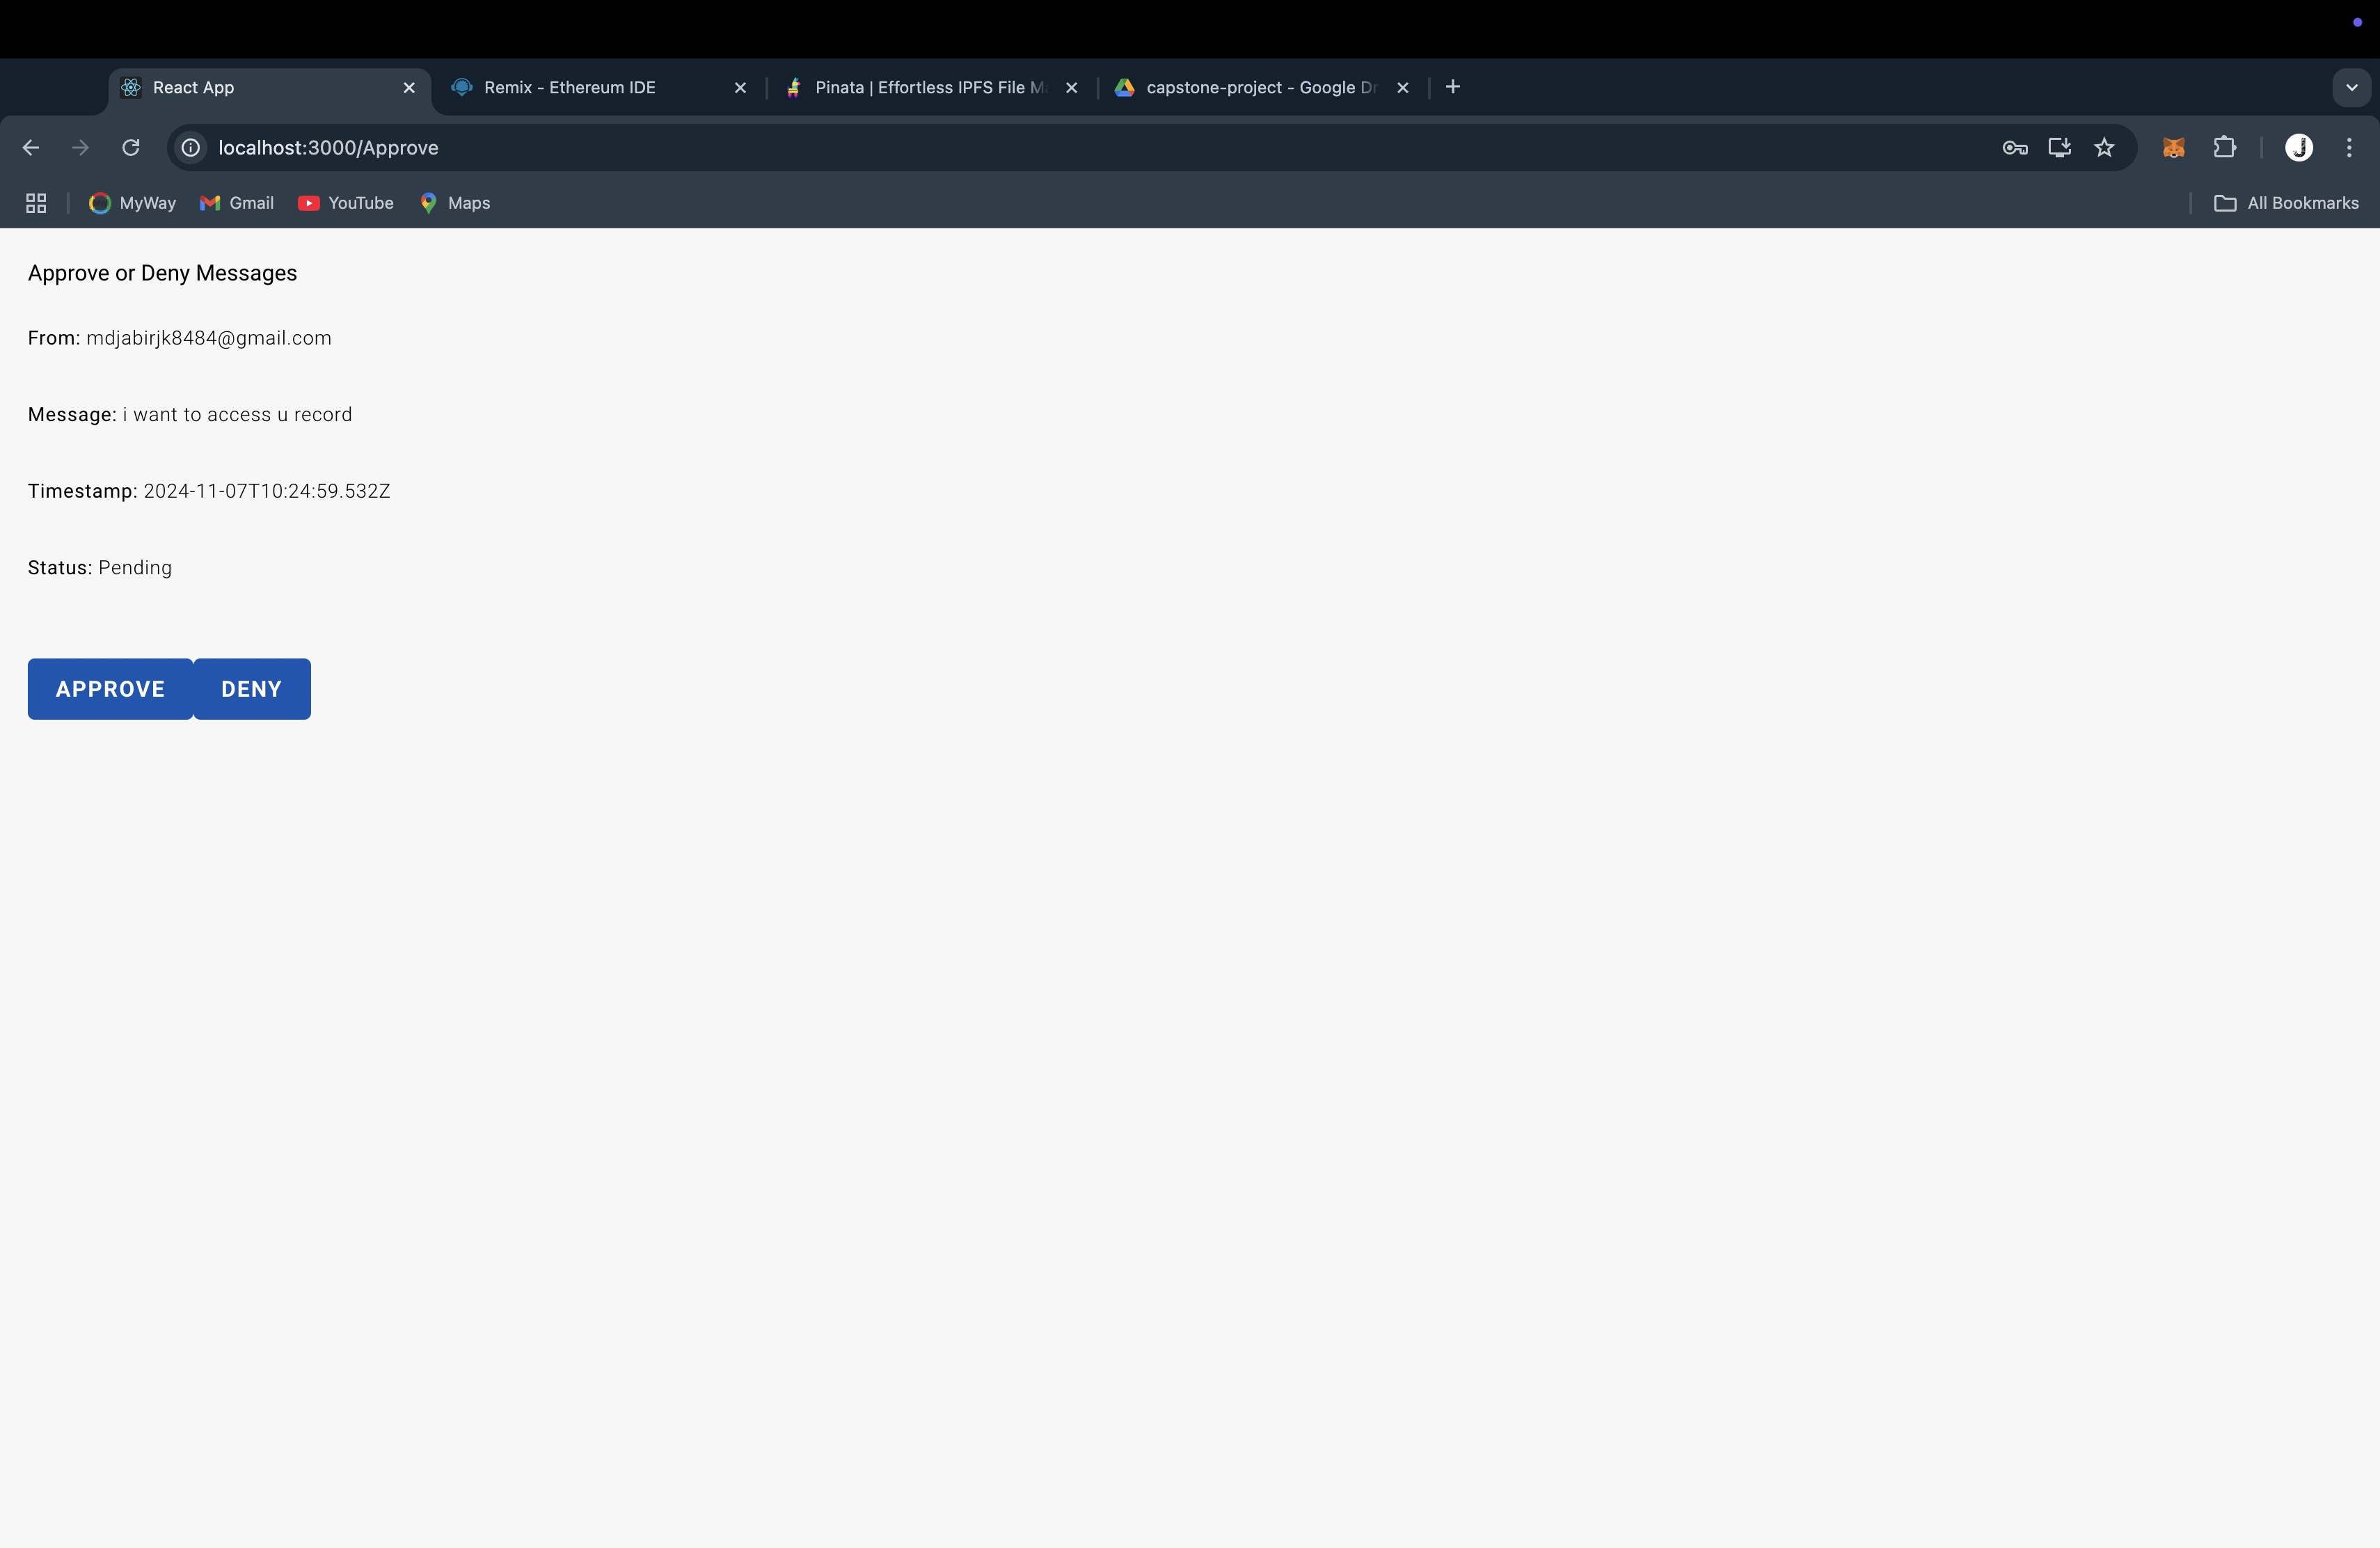 React App
Remix - Ethereum IDE
Pinata | Effortless IPFS File M
capstone-project - Google Dr
localhost:3000/Approve
MyWay
Gmail
YouTube
Maps
All Bookmarks
Approve or Deny Messages
From: mdjabirjk8484@gmail.com
Message: i want to access u record
Timestamp: 2024-11-07T10:24:59.532Z
Status: Pending
APPROVE DENY